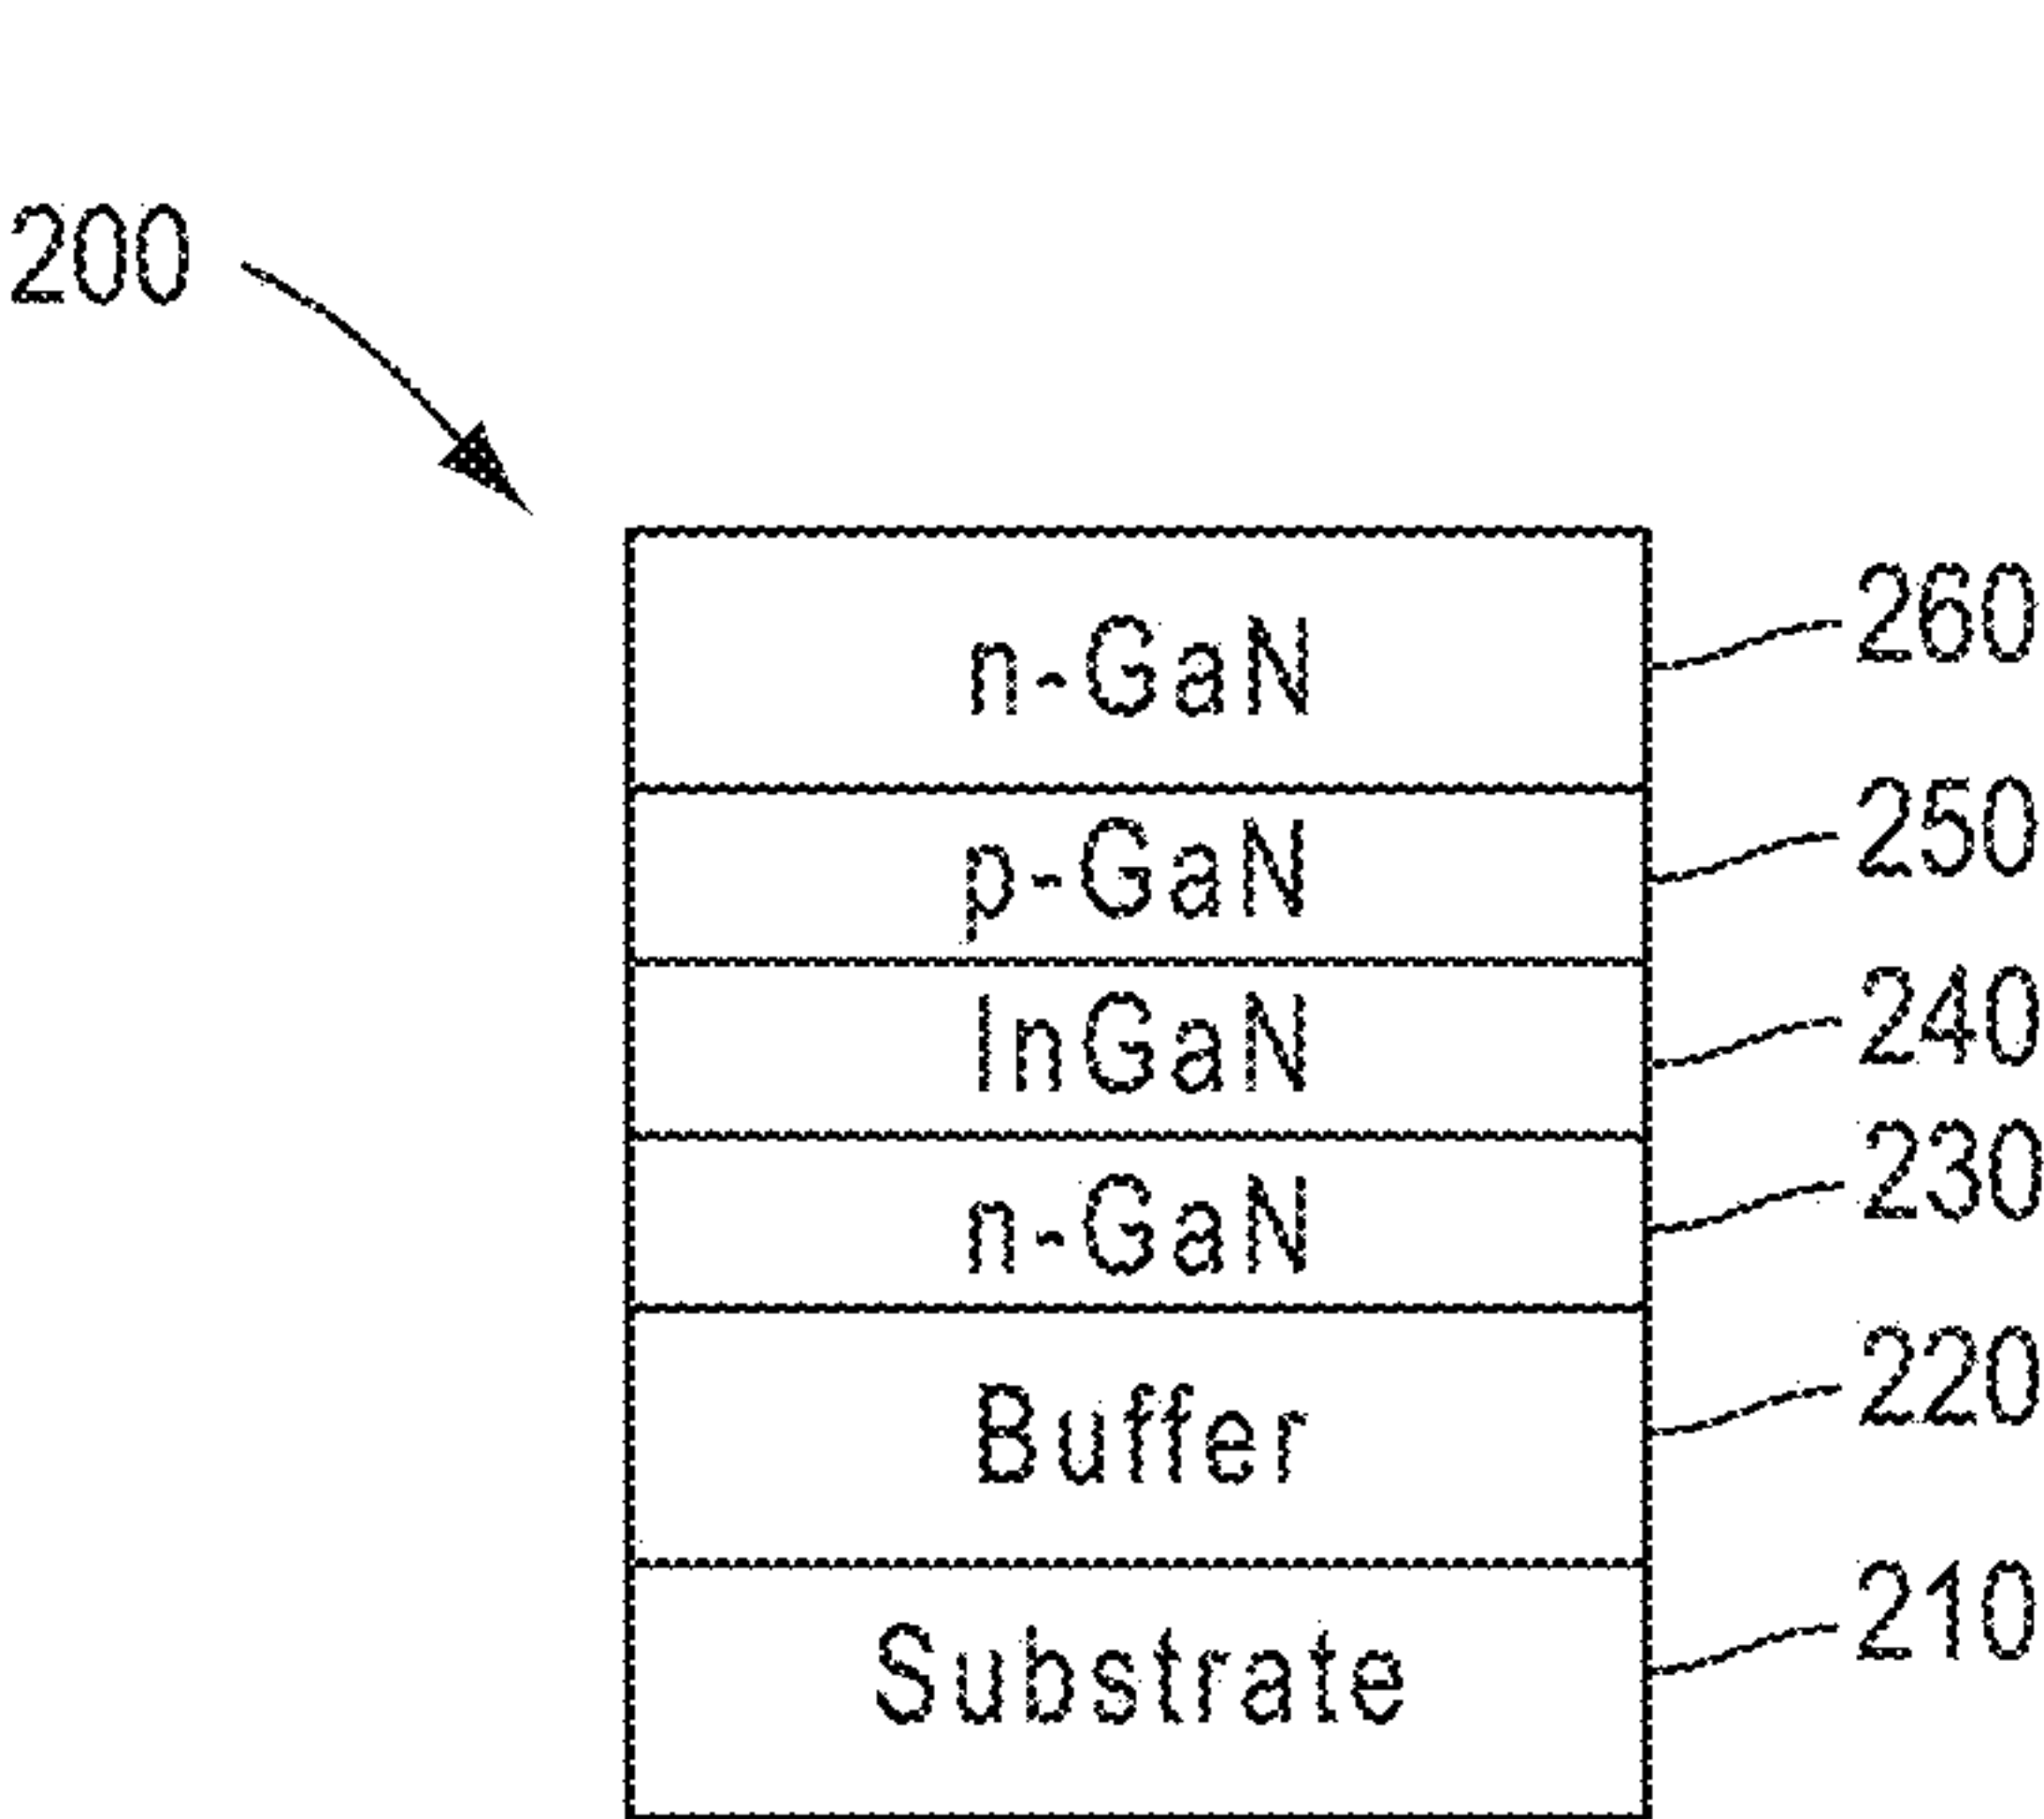 200
n-GaN 260
p-GaN 250
InGaN 240
n-GaN 230
Buffer 220
Substrate 210